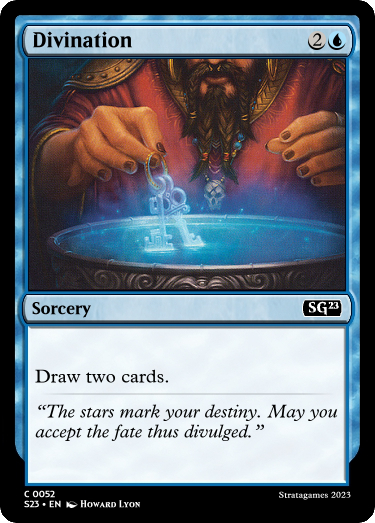 Divination 2
Sorcery SG23
Draw two cards.
“The stars mark your destiny. May you
accept the fate thus divulged.”
C 0052
S23 • EN Howard Lyon Stratagames 2023